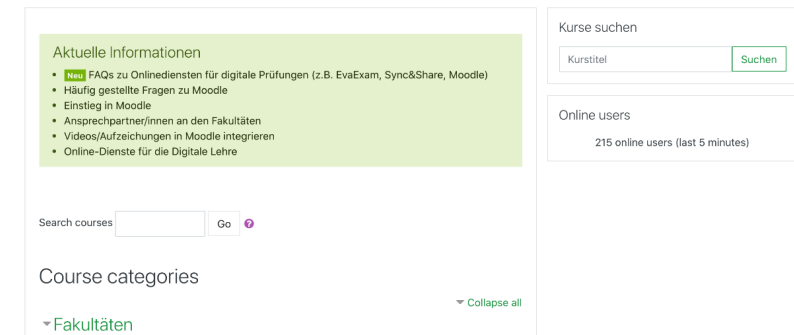 Aktuelle Informationen
Neu FAQs zu Onlinediensten für digitale Prüfungen (z.B. EvaExam, Sync&Share, Moodle)
Häufig gestellte Fragen zu Moodle
Einstieg in Moodle
Ansprechpartner/innen an den Fakultäten
Videos/Aufzeichungen in Moodle integrieren
Online-Dienste für die Digitale Lehre
Search courses Go
Course categories
Collapse all
Fakultäten
Kurse suchen
Kurstitel Suchen
Online users
215 online users (last 5 minutes)